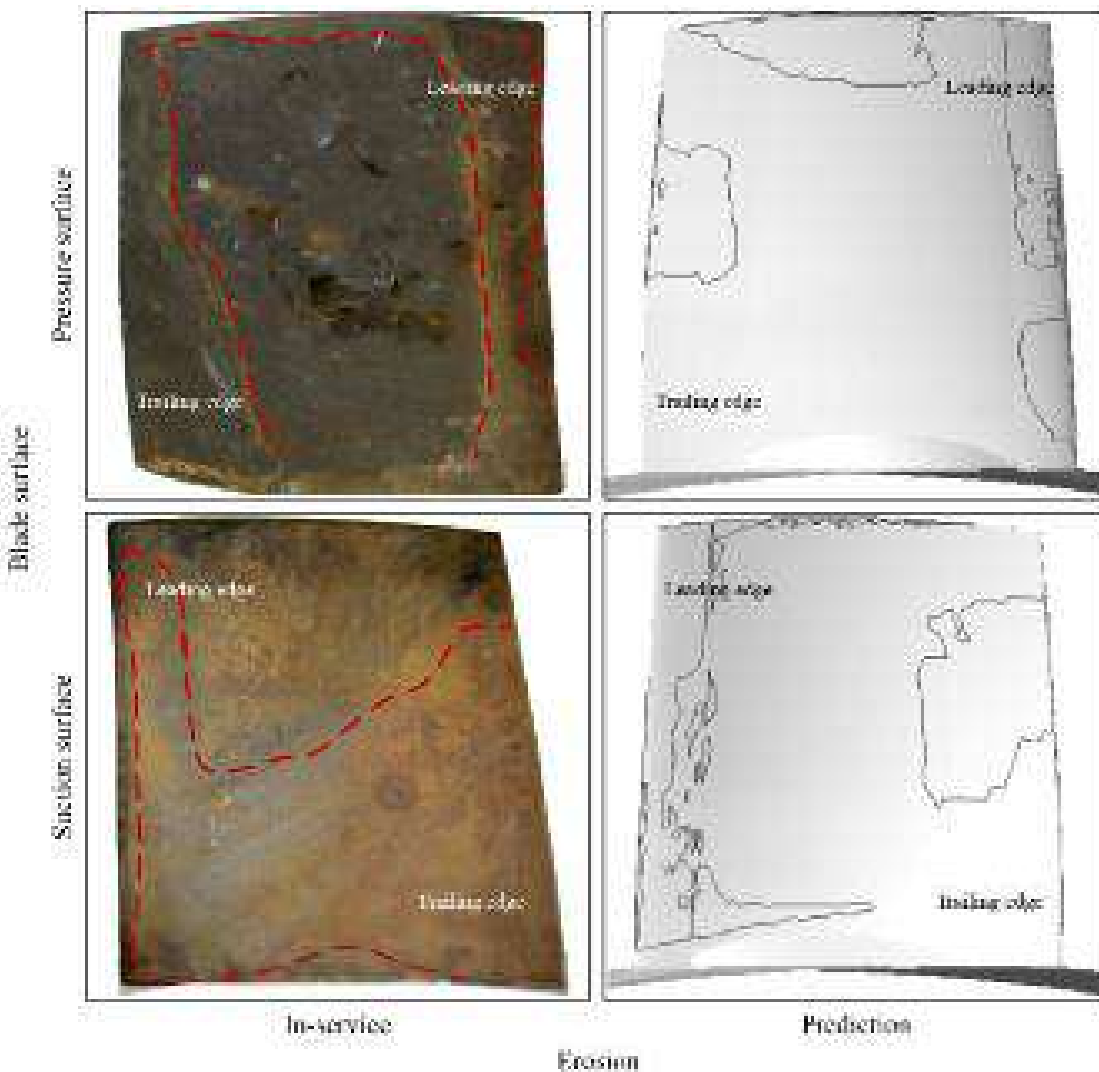 Leading edge
Leading edge
Pressure surface
Trailing edge
Trailing edge
Blade surface
Leading edge
Leading edge
Suction surface
Trailing edge
Trailing edge
In-service
Prediction
Erosion